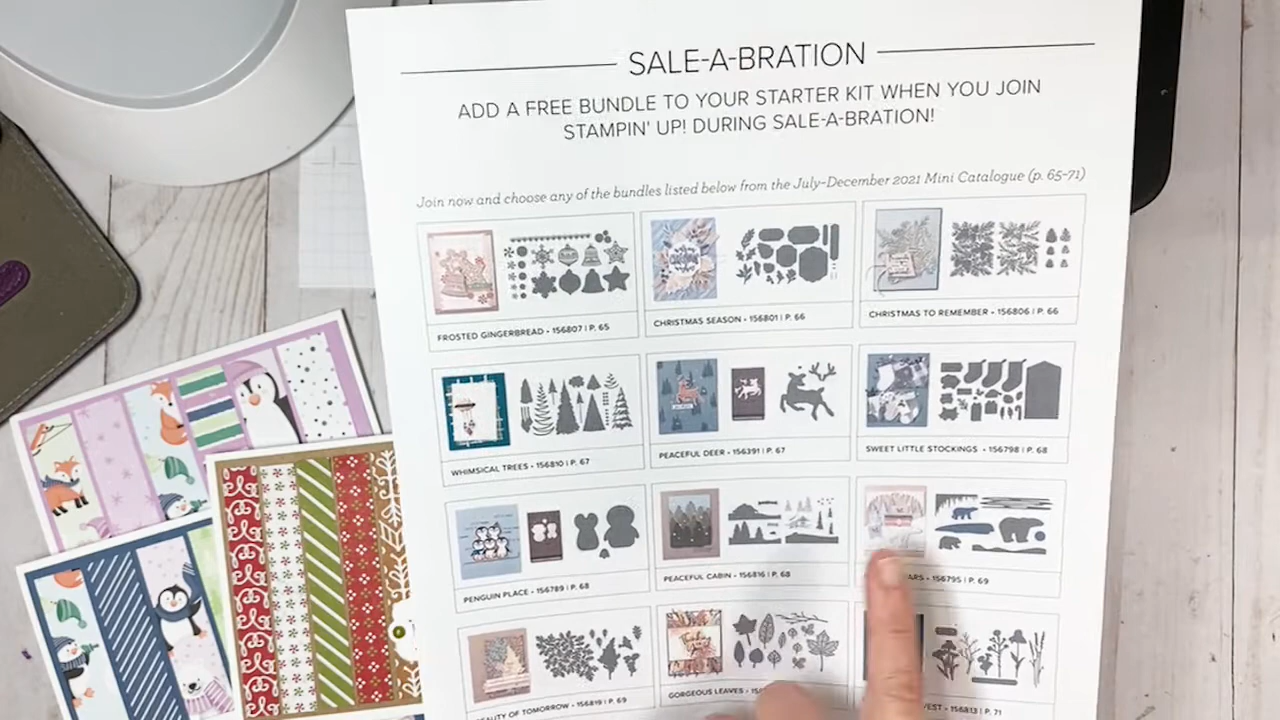 SALE-A-BRATION
ADD A FREE BUNDLE TO YOUR STARTER KIT WHEN YOU JOIN
STAMPIN' UP! DURING SALE-A-BRATION!
Join now and choose any of the bundles listed below from the July–December 2021 Mini Catalogue (p. 65-71)
FROSTED GINGERBREAD • 156807 | P. 65
CHRISTMAS SEASON • 156801 | P. 66
CHRISTMAS TO REMEMBER • 156806 | P. 66
WHIMSICAL TREES • 156810 | P. 67
PEACEFUL DEER • 156391 | P. 67
SWEET LITTLE STOCKINGS • 156798 | P. 68
PENGUIN PLACE • 156789 | P. 68
PEACEFUL CABIN • 156816 | P. 68
• 156795 | P. 69
OF TOMORROW • 156819 | P. 69
GORGEOUS LEAVES •
• 156813 | P. 71